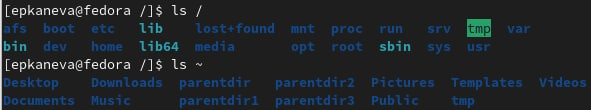 [epkaneva@fedora /]$ ls /
afs boot etc lib lost+found mnt proc run srv tmp var
bin dev home lib64 media opt root sbin sys usr
[epkaneva@fedora /]$ ls ~
Desktop Downloads parentdir parentdir2 Pictures Templates Videos
Documents Music parentdir1 parentdir3 Public tmp